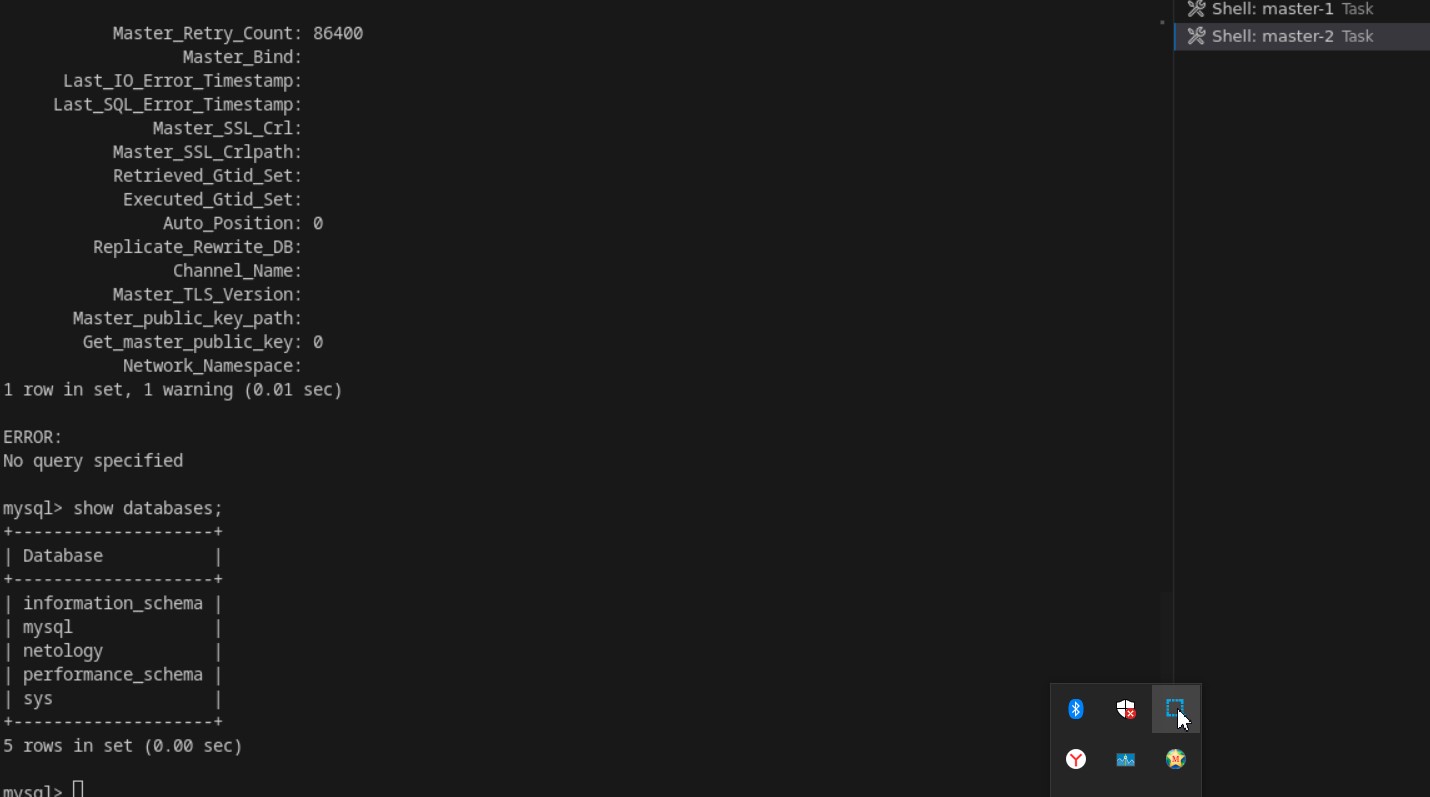 Master_Retry_Count: 86400
Master_Bind:
Last_IO_Error_Timestamp:
Last_SQL_Error_Timestamp:
Master_SSL_Crl:
Master_SSL_Crlpath:
Retrieved_Gtid_Set:
Executed_Gtid_Set:
Auto_Position: 0
Replicate_Rewrite_DB:
Channel_Name:
Master_TLS_Version:
Master_public_key_path:
Get_master_public_key: 0
Network_Namespace:
1 row in set, 1 warning (0.01 sec)
ERROR:
No query specified
mysql> show databases;
+--------------------+
| Database           |
+--------------------+
| information_schema |
| mysql              |
| netology           |
| performance_schema |
| sys                |
+--------------------+
5 rows in set (0.00 sec)
mysql>
Shell: master-1 Task
Shell: master-2 Task